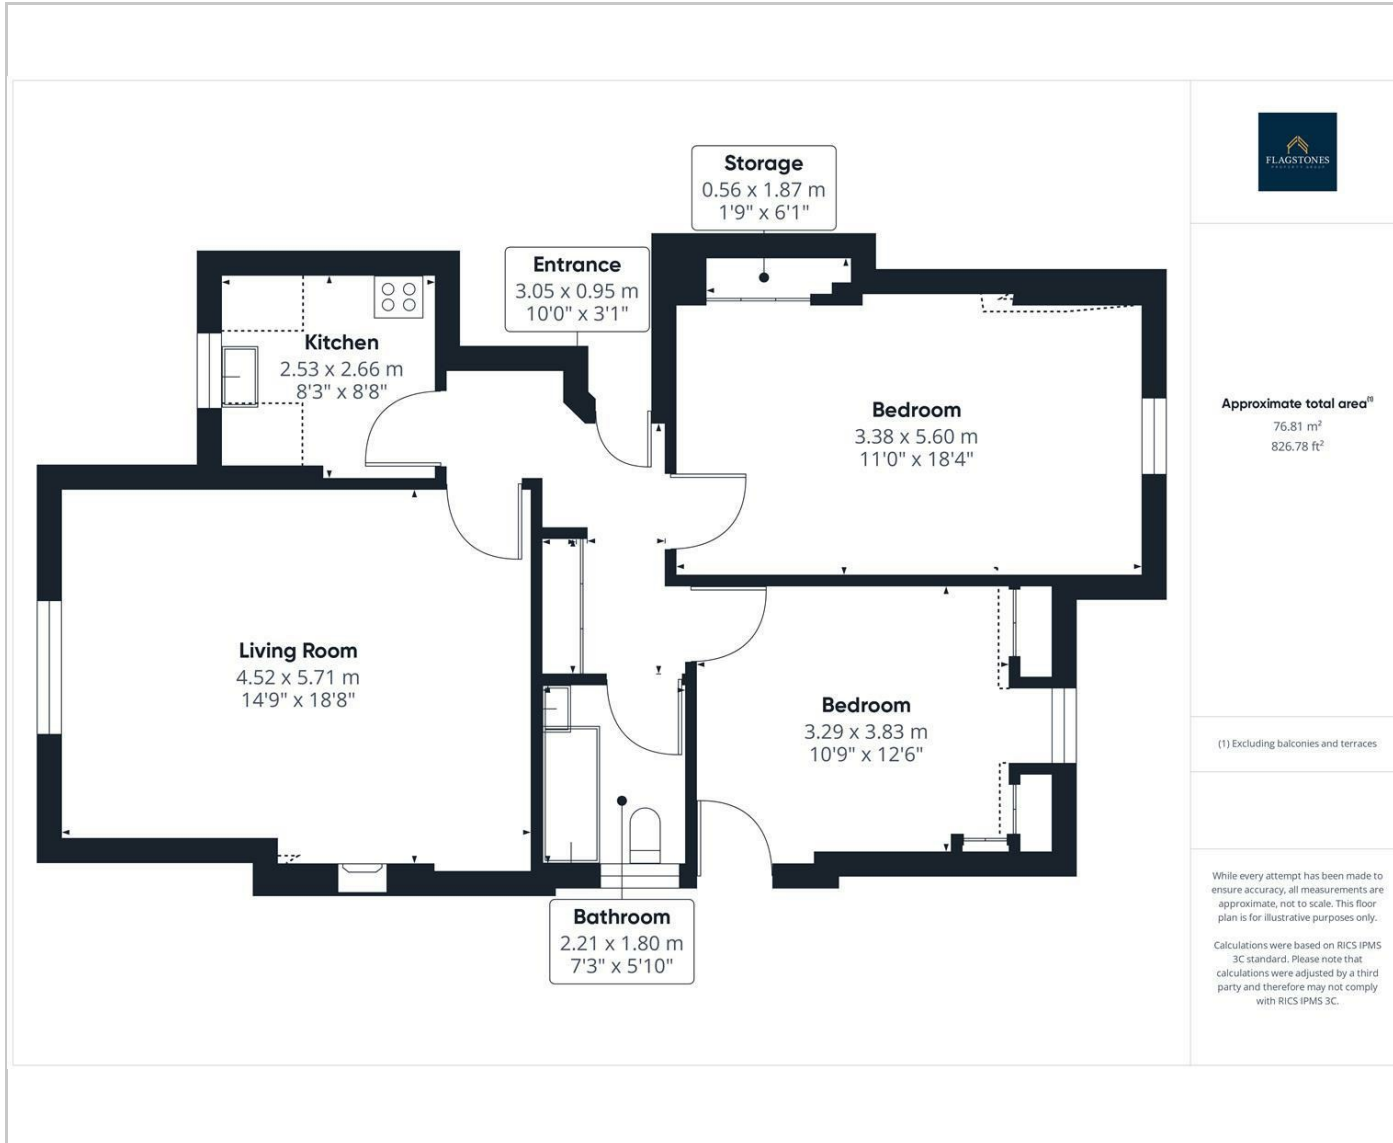 Storage
0.56 x 1.87 m
1'9" x 6'1"
Entrance
3.05 x 0.95 m
10'0" x 3'1"
Kitchen
2.53 x 2.66 m
8'3" x 8'8"
Bedroom
3.38 x 5.60 m
11'0" x 18'4"
Living Room
4.52 x 5.71 m
14'9" x 18'8"
Bedroom
3.29 x 3.83 m
10'9" x 12'6"
Bathroom
2.21 x 1.80 m
7'3" x 5'10"
FLAGSTONES
PROPERTY GROUP
Approximate total area⁽¹⁾
76.81 m²
826.78 ft²
(1) Excluding balconies and terraces
While every attempt has been made to
ensure accuracy, all measurements are
approximate, not to scale. This floor
plan is for illustrative purposes only.
Calculations were based on RICS IPMS
3C standard. Please note that
calculations were adjusted by a third
party and therefore may not comply
with RICS IPMS 3C.